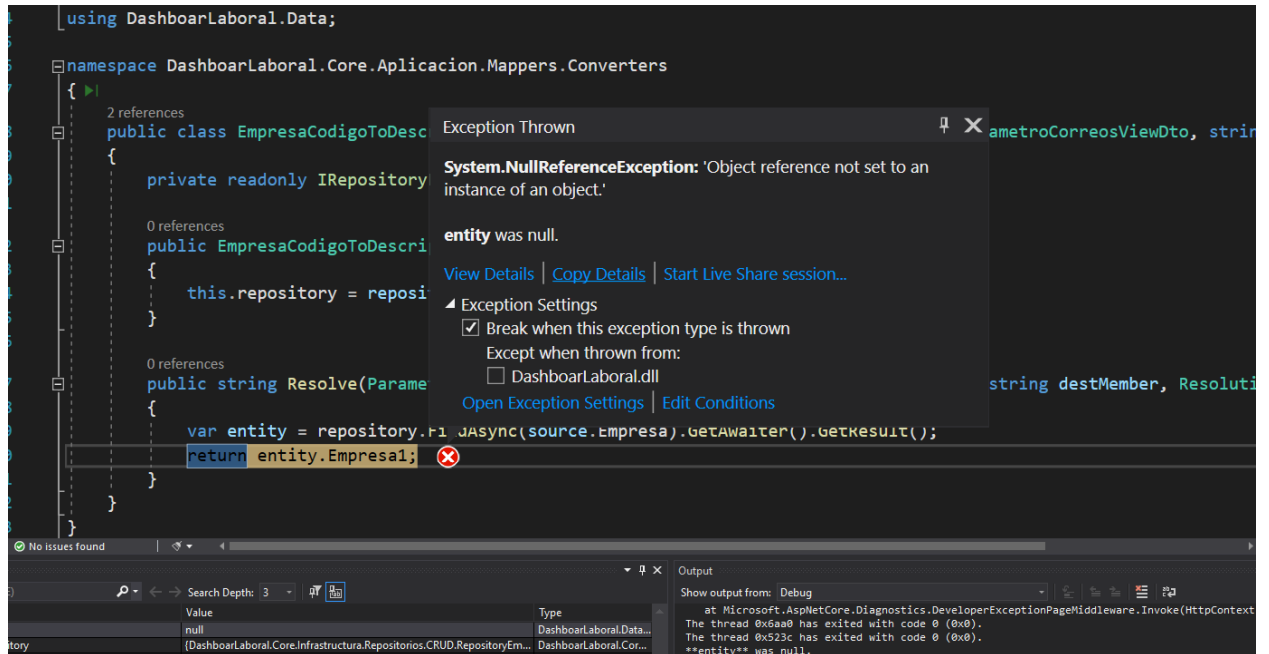 using DashboarLaboral.Data;
namespace DashboarLaboral.Core.Aplicacion.Mappers.Converters
{
2 references
public class EmpresaCodigoToDesc
ametroCorreosViewDto, strin
{
private readonly IRepository
0 references
public EmpresaCodigoToDescri
{
this.repository = reposi
}
0 references
public string Resolve(Parame
string destMember, Resoluti
{
var entity = repository.FindAsync(source.Empresa).GetAwaiter().GetResult();
return entity.Empresa1;
}
}
}
Exception Thrown
System.NullReferenceException: 'Object reference not set to an
instance of an object.'
entity was null.
View Details | Copy Details | Start Live Share session...
Exception Settings
Break when this exception type is thrown
Except when thrown from:
DashboarLaboral.dll
Open Exception Settings | Edit Conditions
No issues found
Search Depth: 3
Value Type
null DashboarLaboral.Data...
itory {DashboarLaboral.Core.Infrastructura.Repositorios.CRUD.RepositoryEm... DashboarLaboral.Cor...
Output
Show output from: Debug
at Microsoft.AspNetCore.Diagnostics.DeveloperExceptionPageMiddleware.Invoke(HttpContext
The thread 0x6aa0 has exited with code 0 (0x0).
The thread 0x523c has exited with code 0 (0x0).
**entity** was null.